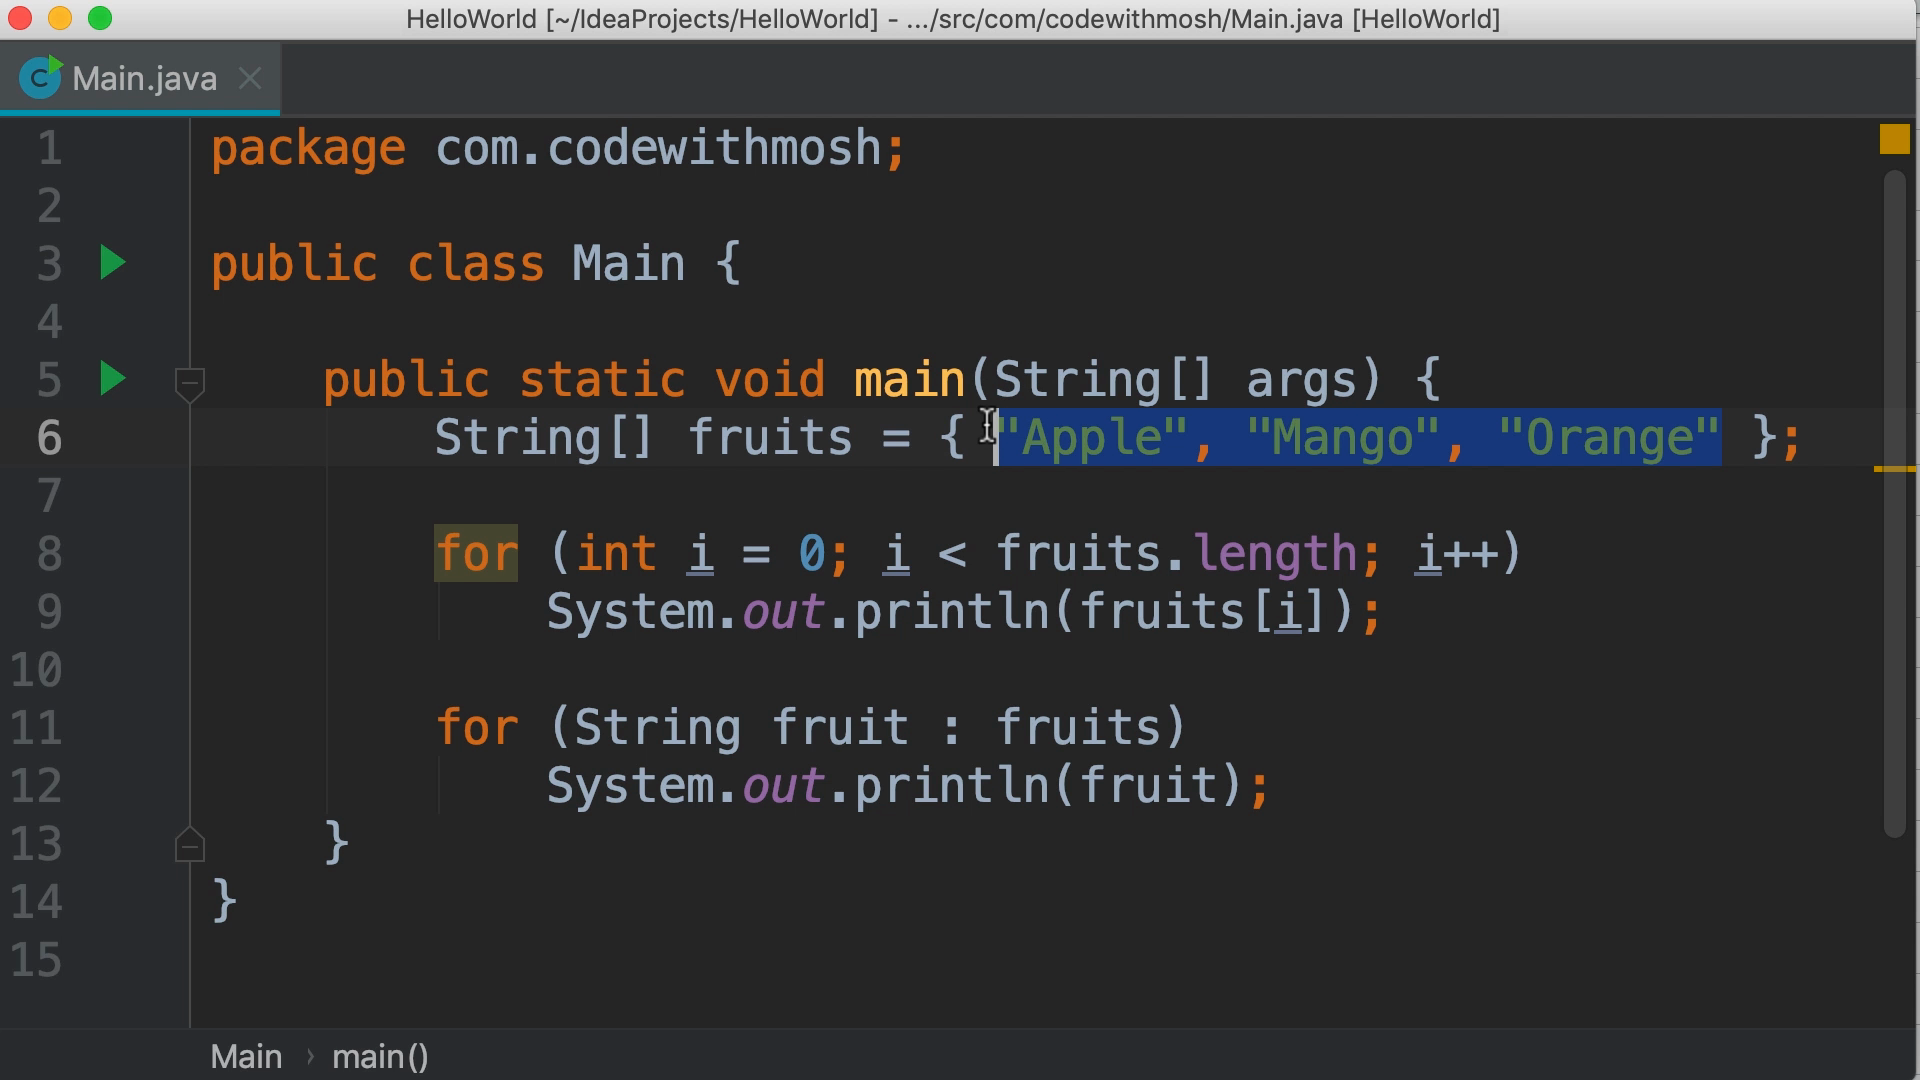 HelloWorld [~/IdeaProjects/HelloWorld] - .../src/com/codewithmosh/Main.java [HelloWorld]
C Main.java
1 package com.codewithmosh;
2
3 public class Main {
4
5 public static void main(String[] args) {
6 String[] fruits = { "Apple", "Mango", "Orange" };
7
8 for (int i = 0; i < fruits.length; i++)
9 System.out.println(fruits[i]);
10
11 for (String fruit : fruits)
12 System.out.println(fruit);
13 }
14 }
15
Main › main()